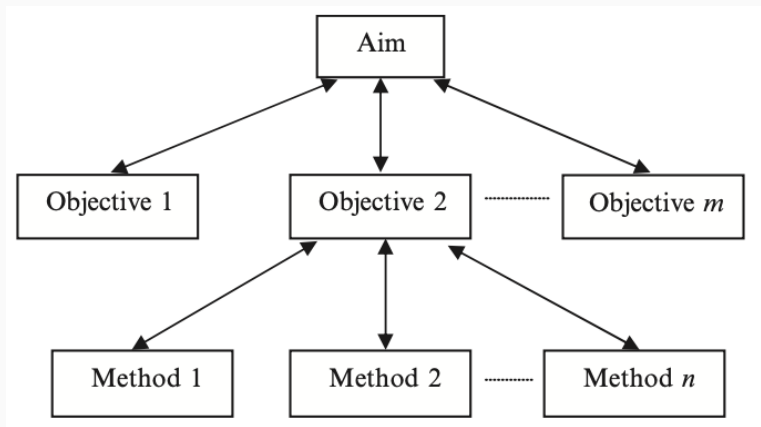 Aim
Objective 1
Objective 2
Objective m
Method 1
Method 2
Method n